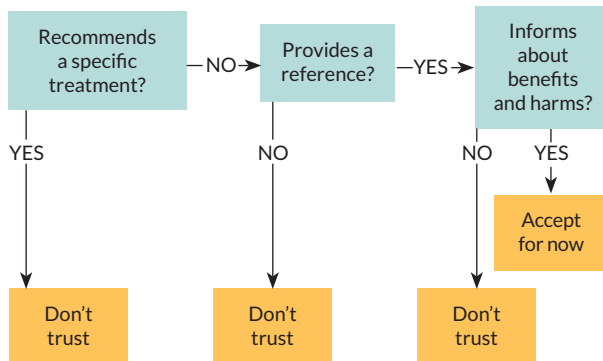 Recommends
a specific
treatment?
NO
Provides a
reference?
YES
Informs
about
benefits
and harms?
YES
NO
NO
YES
Accept
for now
Don't
trust
Don't
trust
Don't
trust